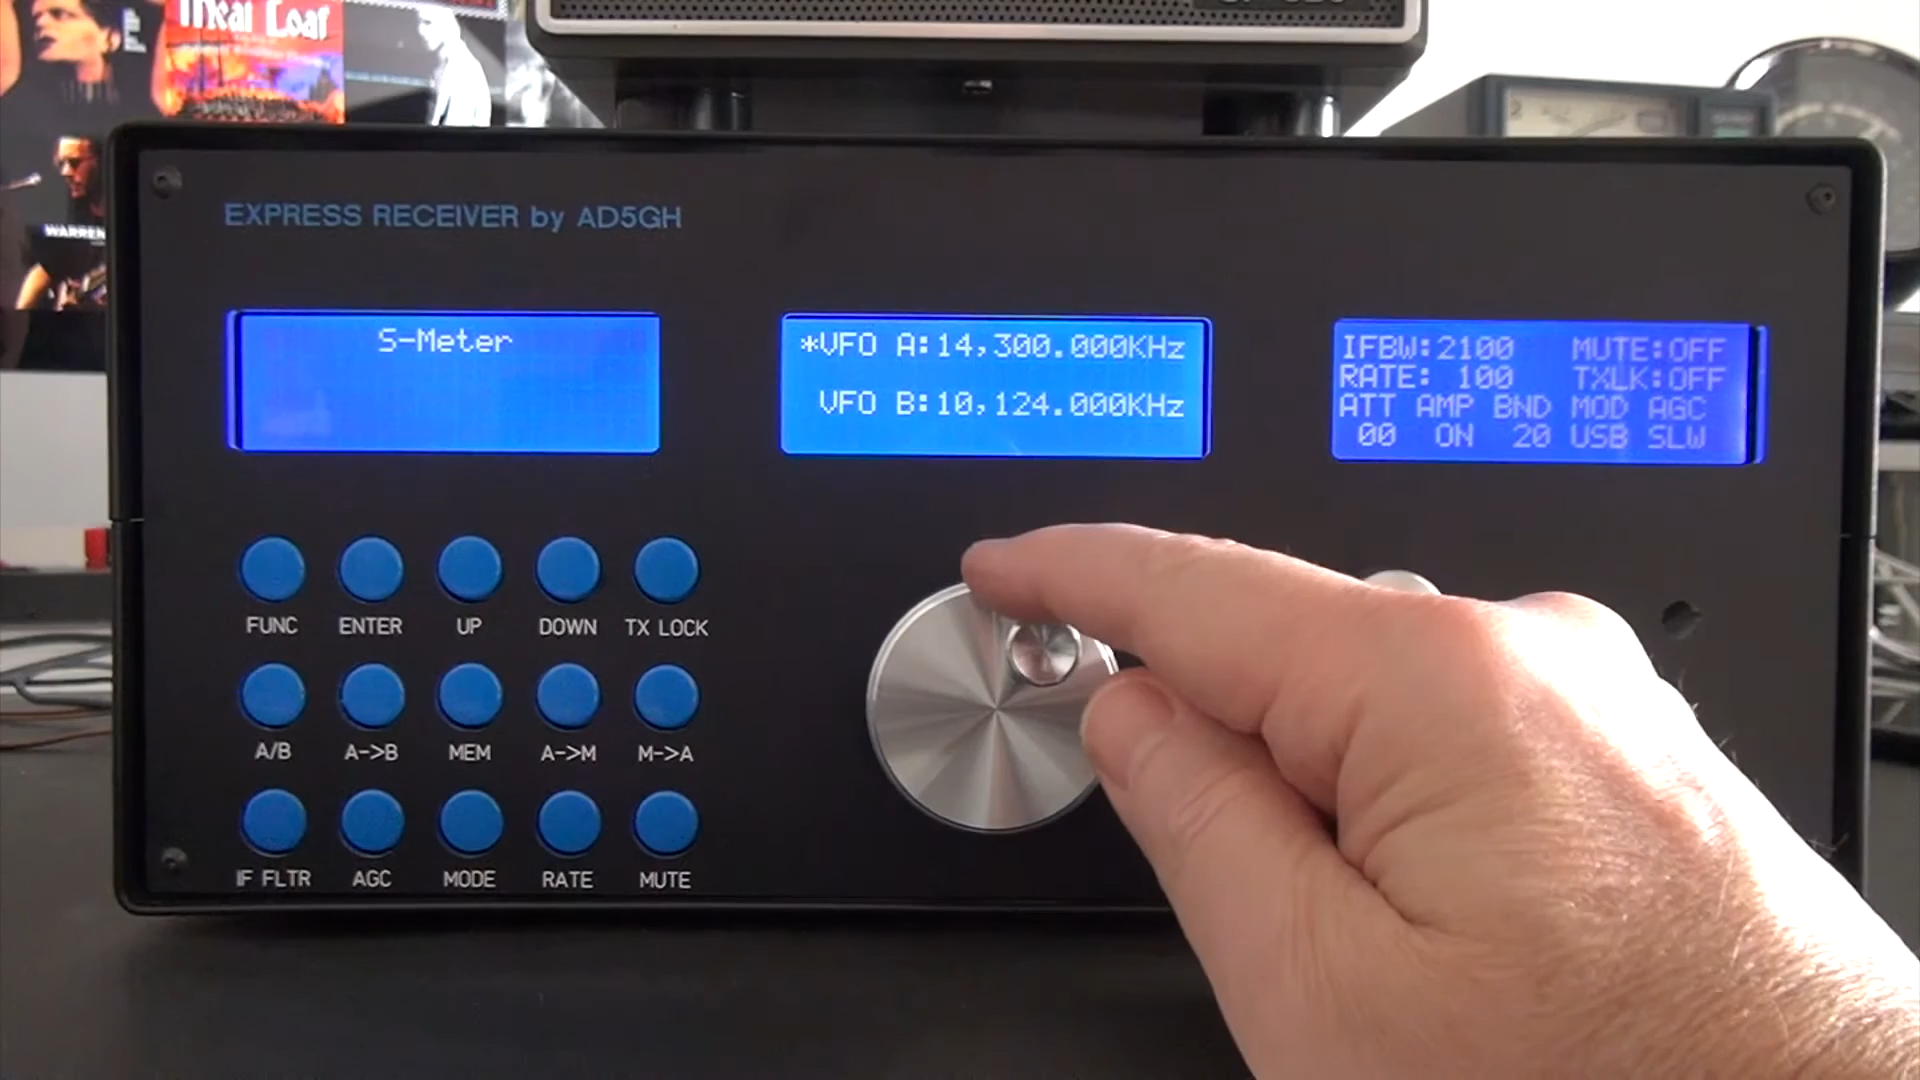 Meat Loaf
WARREN
EXPRESS RECEIVER by AD5GH
S-Meter
*VFO A:14,300.000KHz
VFO B:10,124.000KHz
IFBW:2100 MUTE:OFF
RATE: 100 TXLK:OFF
ATT AMP BND MOD AGC
00 ON 20 USB SLW
FUNC ENTER UP DOWN TX LOCK
A/B A->B MEM A->M M->A
IF FLTR AGC MODE RATE MUTE